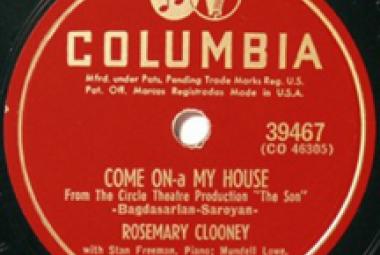 COLUMBIA
Mfrd. under Pats. Pending Trade Marks Reg. U.S.
Pat. Off. Marcas Registradas Made in U.S.A.
39467
(CO 46305)
COME ON-a MY HOUSE
From The Circle Theatre Production "The Son"
-Bagdasarian-Saroyan-
ROSEMARY CLOONEY
with Stan Freeman, Piano; Mundell Lowe,